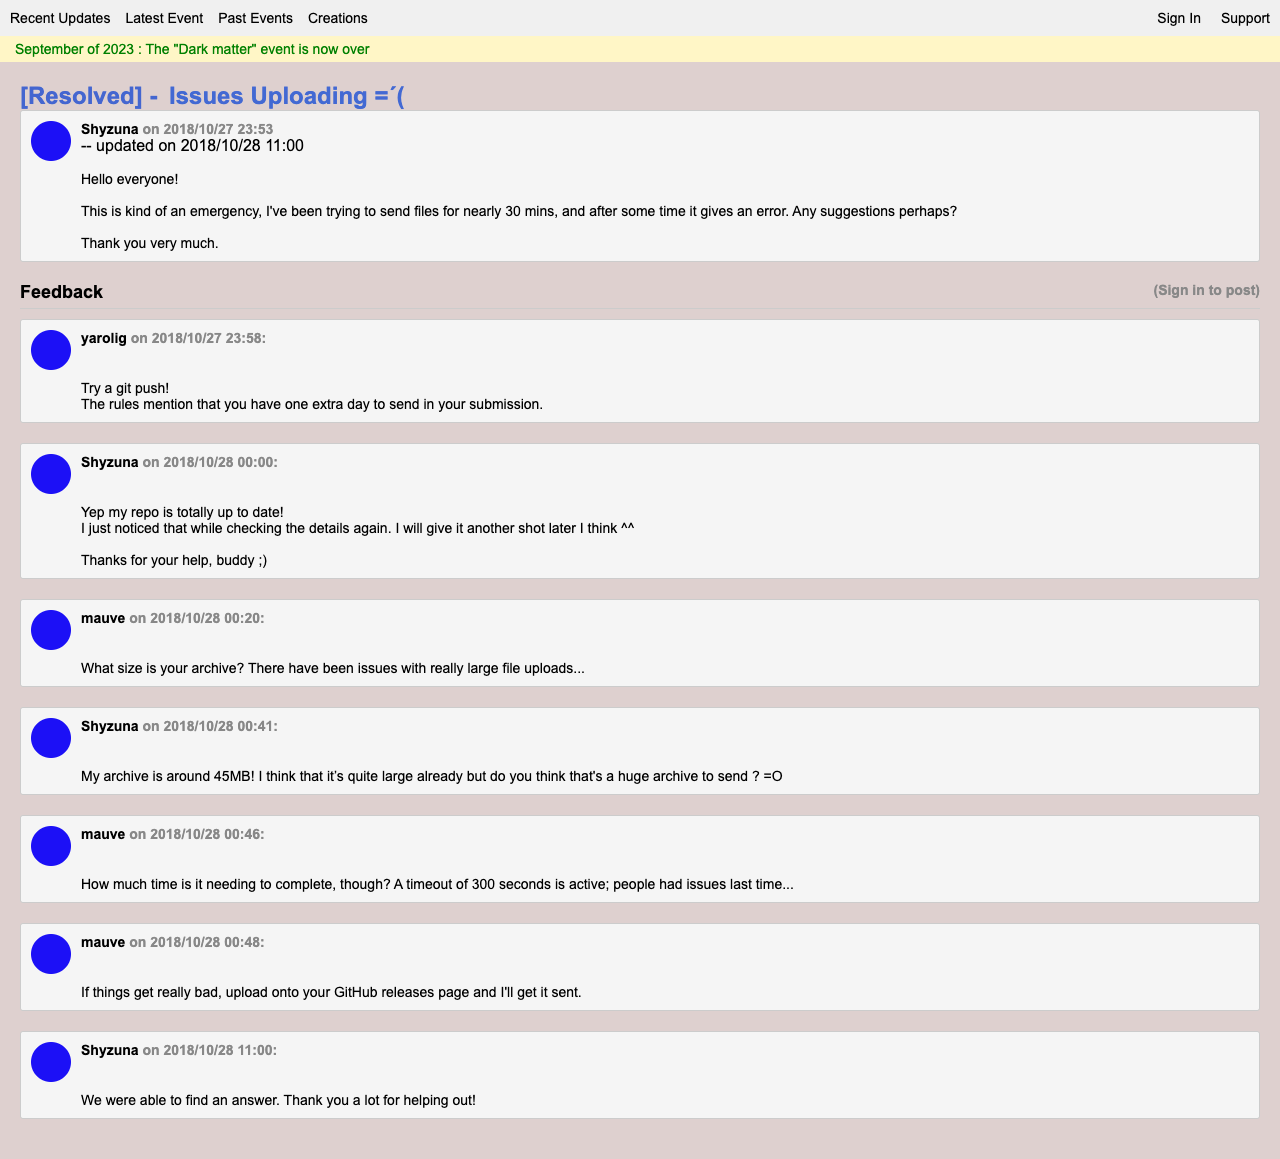 Recent Updates Latest Event Past Events Creations Sign In Support
September of 2023 : The "Dark matter" event is now over
[Resolved] - Issues Uploading =´(
Shyzuna on 2018/10/27 23:53
-- updated on 2018/10/28 11:00
Hello everyone!
This is kind of an emergency, I've been trying to send files for nearly 30 mins, and after some time it gives an error. Any suggestions perhaps?
Thank you very much.
Feedback (Sign in to post)
yarolig on 2018/10/27 23:58:
Try a git push!
The rules mention that you have one extra day to send in your submission.
Shyzuna on 2018/10/28 00:00:
Yep my repo is totally up to date!
I just noticed that while checking the details again. I will give it another shot later I think ^^
Thanks for your help, buddy ;)
mauve on 2018/10/28 00:20:
What size is your archive? There have been issues with really large file uploads...
Shyzuna on 2018/10/28 00:41:
My archive is around 45MB! I think that it’s quite large already but do you think that's a huge archive to send ? =O
mauve on 2018/10/28 00:46:
How much time is it needing to complete, though? A timeout of 300 seconds is active; people had issues last time...
mauve on 2018/10/28 00:48:
If things get really bad, upload onto your GitHub releases page and I'll get it sent.
Shyzuna on 2018/10/28 11:00:
We were able to find an answer. Thank you a lot for helping out!